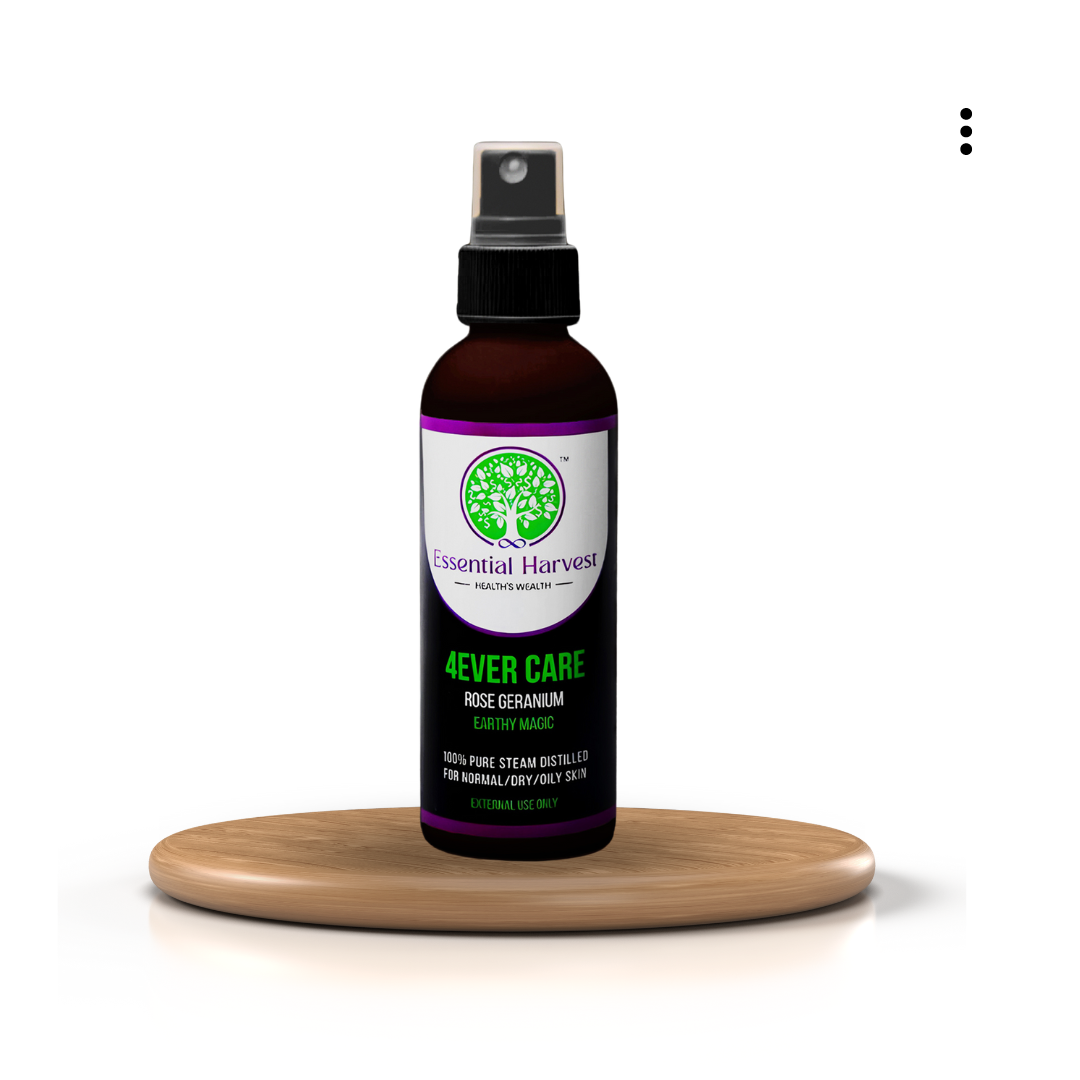 TM
Essential Harvest
HEALTH'S WEALTH
4EVER CARE
ROSE GERANIUM
EARTHY MAGIC
100% PURE STEAM DISTILLED
FOR NORMAL/DRY/OILY SKIN
EXTERNAL USE ONLY